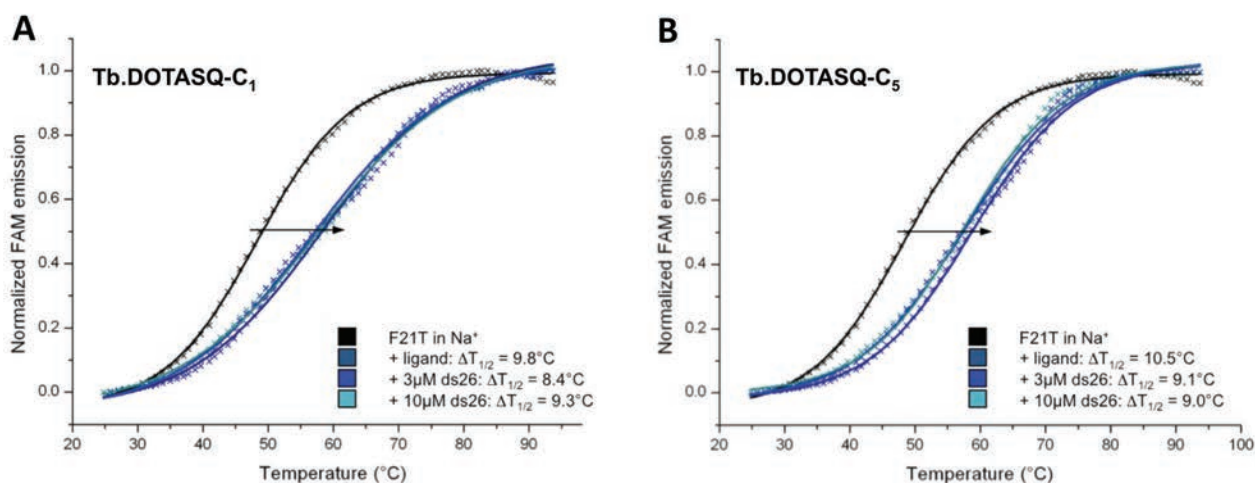 A
Tb.DOTASQ-C₁
Normalized FAM emission
1.0
0.8
0.6
0.4
0.2
0.0
F21T in Na⁺
+ ligand: ΔT₁/₂ = 9.8°C
+ 3µM ds26: ΔT₁/₂ = 8.4°C
+ 10µM ds26: ΔT₁/₂ = 9.3°C
20 30 40 50 60 70 80 90
Temperature (°C)
B
Tb.DOTASQ-C₅
Normalized FAM emission
1.0
0.8
0.6
0.4
0.2
0.0
F21T in Na⁺
+ ligand: ΔT₁/₂ = 10.5°C
+ 3µM ds26: ΔT₁/₂ = 9.1°C
+ 10µM ds26: ΔT₁/₂ = 9.0°C
20 30 40 50 60 70 80 90 100
Temperature (°C)